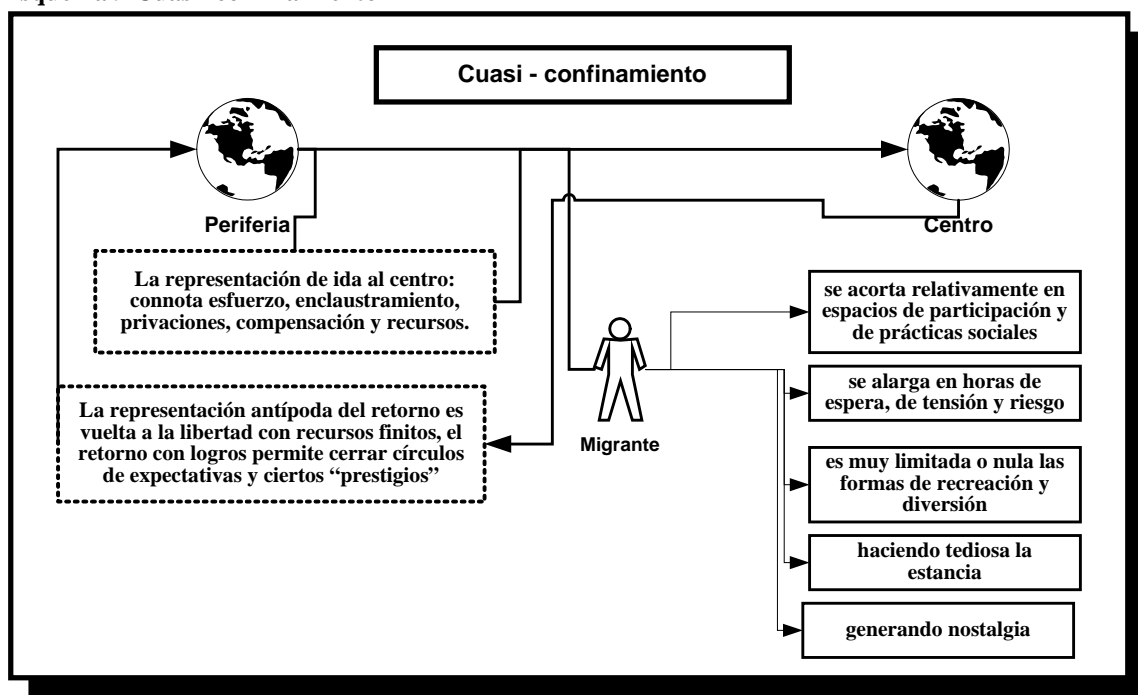 Cuasi - confinamiento
Periferia
Centro
La representación de ida al centro:
connota esfuerzo, enclaustramiento,
privaciones, compensación y recursos.
La representación antípoda del retorno es
vuelta a la libertad con recursos finitos, el
retorno con logros permite cerrar círculos
de expectativas y ciertos “prestigios”
Migrante
se acorta relativamente en
espacios de participación y
de prácticas sociales
se alarga en horas de
espera, de tensión y riesgo
es muy limitada o nula las
formas de recreación y
diversión
haciendo tediosa la
estancia
generando nostalgia